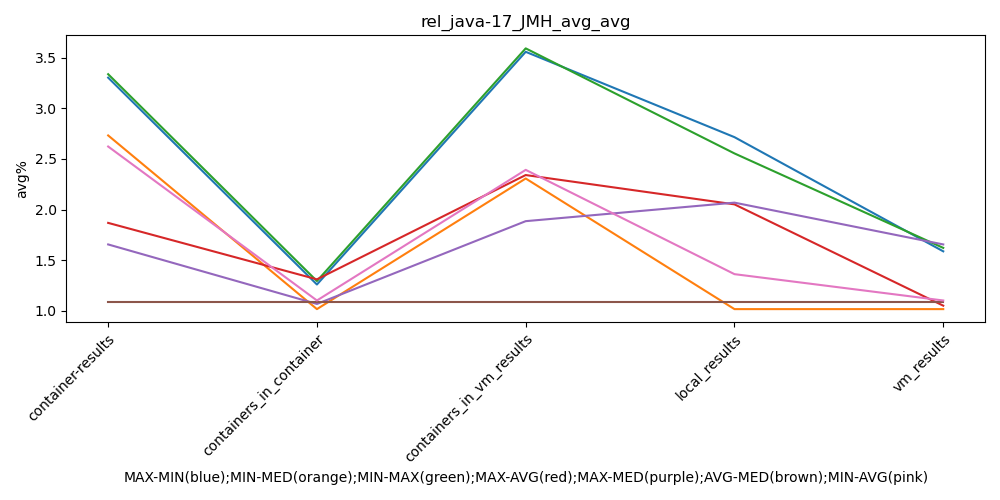 rel_java-17_JMH_avg_avg
3.5
3.0
2.5
2.0
1.5
1.0
avg%
container-results
containers_in_container
containers_in_vm_results
local_results
vm_results
MAX-MIN(blue);MIN-MED(orange);MIN-MAX(green);MAX-AVG(red);MAX-MED(purple);AVG-MED(brown);MIN-AVG(pink)